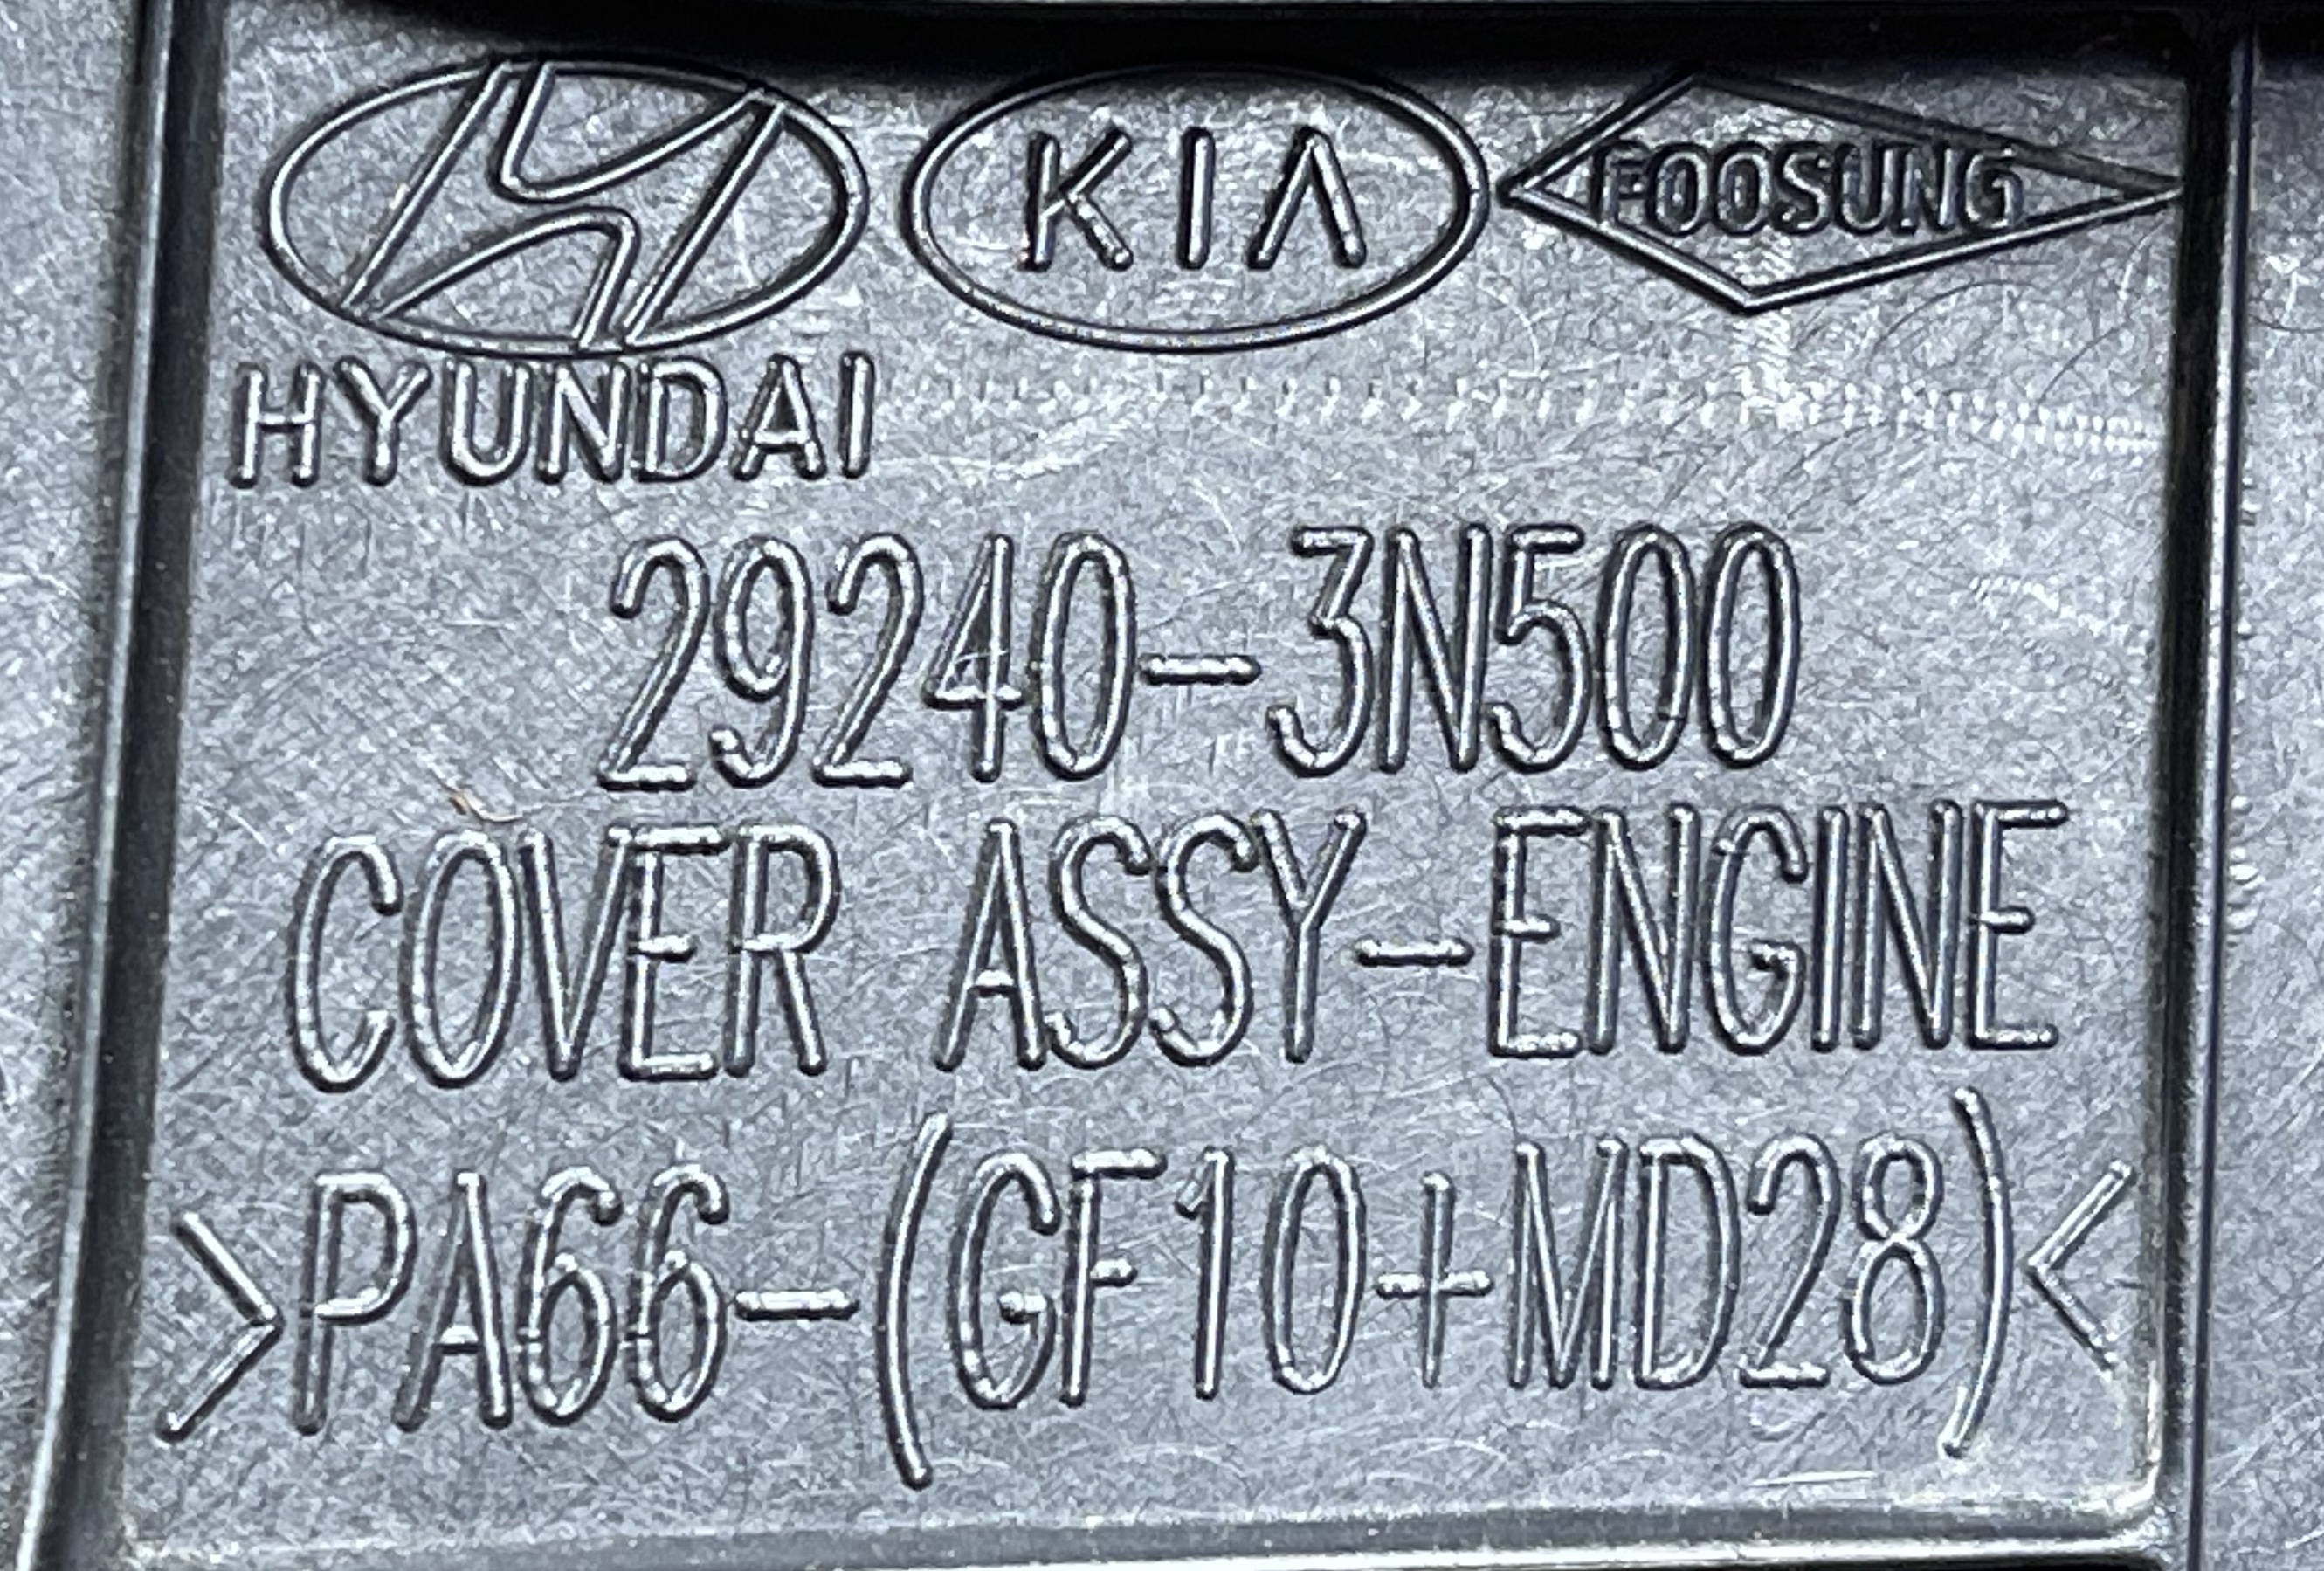 KIA FOOSUNG
HYUNDAI
29240-3N500
COVER ASSY-ENGINE
>PA66-(GF10+MD28)<